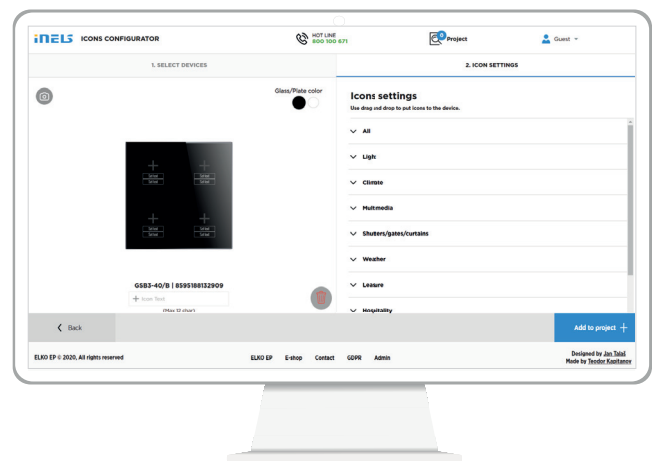 iNELS ICONS CONFIGURATOR
HOT LINE
800 100 671
0
Project
Guest
1. SELECT DEVICES
2. ICON SETTINGS
Glass/Plate color
Icons settings
Use drag and drop to put icons to the device.
All
Light
Climate
Multimedia
Shutters/gates/curtains
Weather
Leasure
Hospitality
GSB3-40/B | 8595188132909
+ Icon Text
(Max 12 char)
Back
Add to project +
ELKO EP © 2020, All rights reserved
ELKO EP E-shop Contact GDPR Admin
Designed by Jan Talaš
Made by Teodor Kapitanov